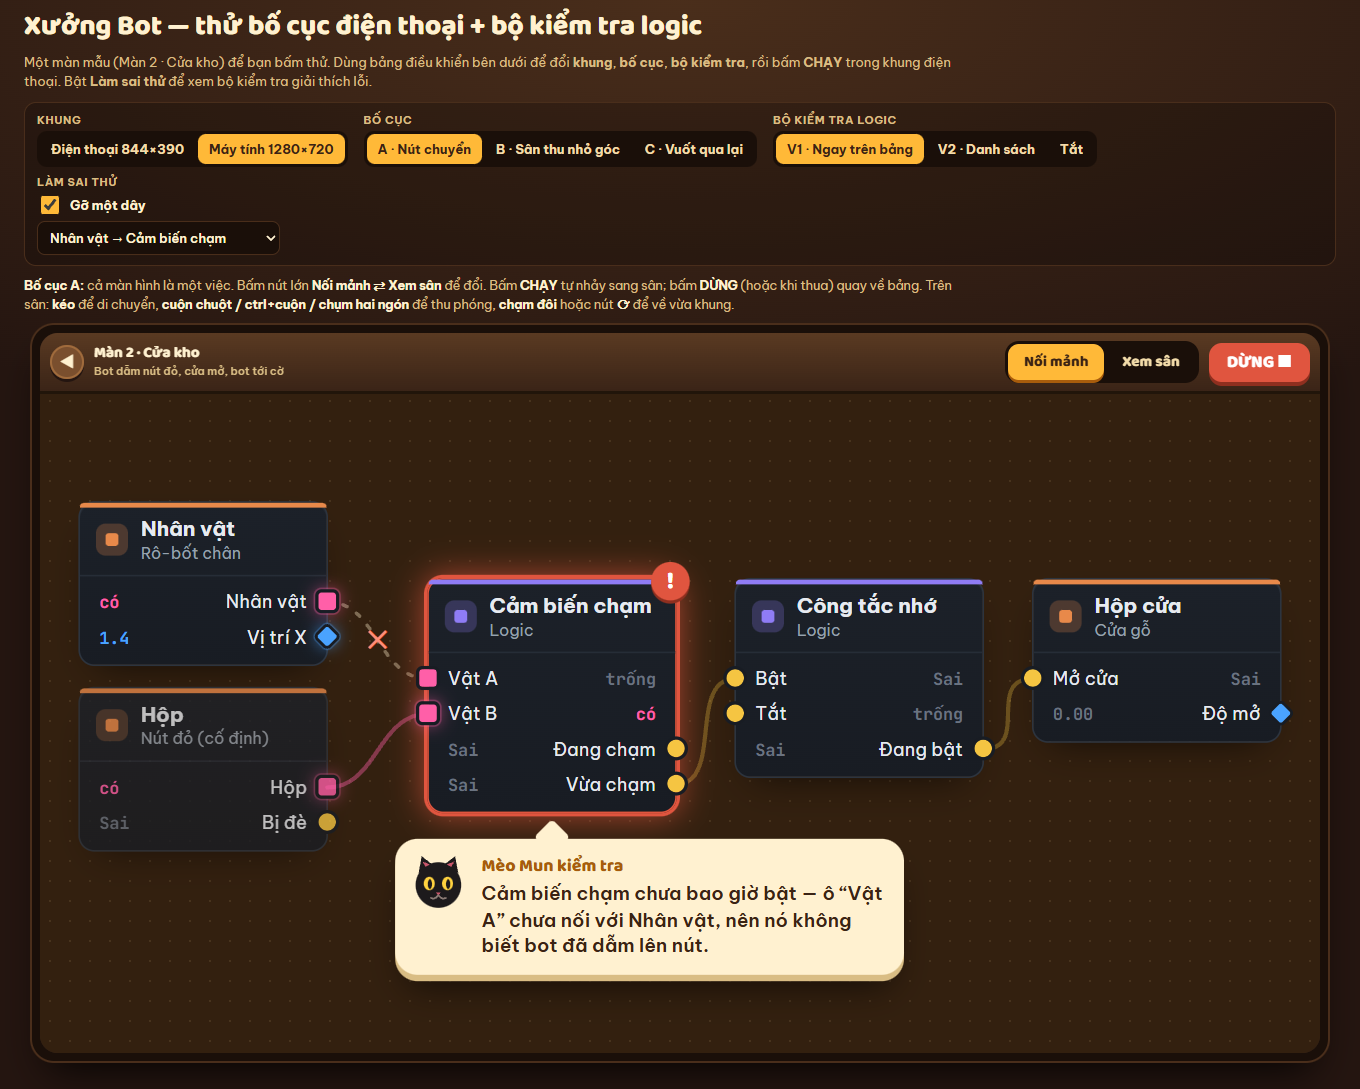 Xưởng Bot — thử bố cục điện thoại + bộ kiểm tra logic
Một màn mẫu (Màn 2 · Cửa kho) để bạn bấm thử. Dùng bảng điều khiển bên dưới để đổi khung, bố cục, bộ kiểm tra, rồi bấm CHẠY trong khung điện
thoại. Bật Làm sai thử để xem bộ kiểm tra giải thích lỗi.
KHUNG
BỐ CỤC
BỘ KIỂM TRA LOGIC
Điện thoại 844×390
Máy tính 1280×720
A · Nút chuyển
B · Sân thu nhỏ góc
C · Vuốt qua lại
V1 · Ngay trên bảng
V2 · Danh sách
Tắt
LÀM SAI THỬ
Gỡ một dây
Nhân vật → Cảm biến chạm
Bố cục A: cả màn hình là một việc. Bấm nút lớn Nối mảnh ⇄ Xem sân để đổi. Bấm CHẠY tự nhảy sang sân; bấm DỪNG (hoặc khi thua) quay về bảng. Trên
sân: kéo để di chuyển, cuộn chuột / ctrl+cuộn / chụm hai ngón để thu phóng, chạm đôi hoặc nút ⟳ để về vừa khung.
Màn 2 · Cửa kho
Bot dẫm nút đỏ, cửa mở, bot tới cờ
Nối mảnh
Xem sân
DỪNG
Nhân vật
Rô-bốt chân
có
Nhân vật
1.4
Vị trí X
Hộp
Nút đỏ (cố định)
có
Hộp
Sai
Bị đè
!
Cảm biến chạm
Logic
Vật A
trống
Vật B
có
Sai
Đang chạm
Sai
Vừa chạm
Công tắc nhớ
Logic
Bật
Sai
Tắt
trống
Sai
Đang bật
Hộp cửa
Cửa gỗ
Mở cửa
Sai
0.00
Độ mở
Mèo Mun kiểm tra
Cảm biến chạm chưa bao giờ bật — ô “Vật
A” chưa nối với Nhân vật, nên nó không
biết bot đã dẫm lên nút.